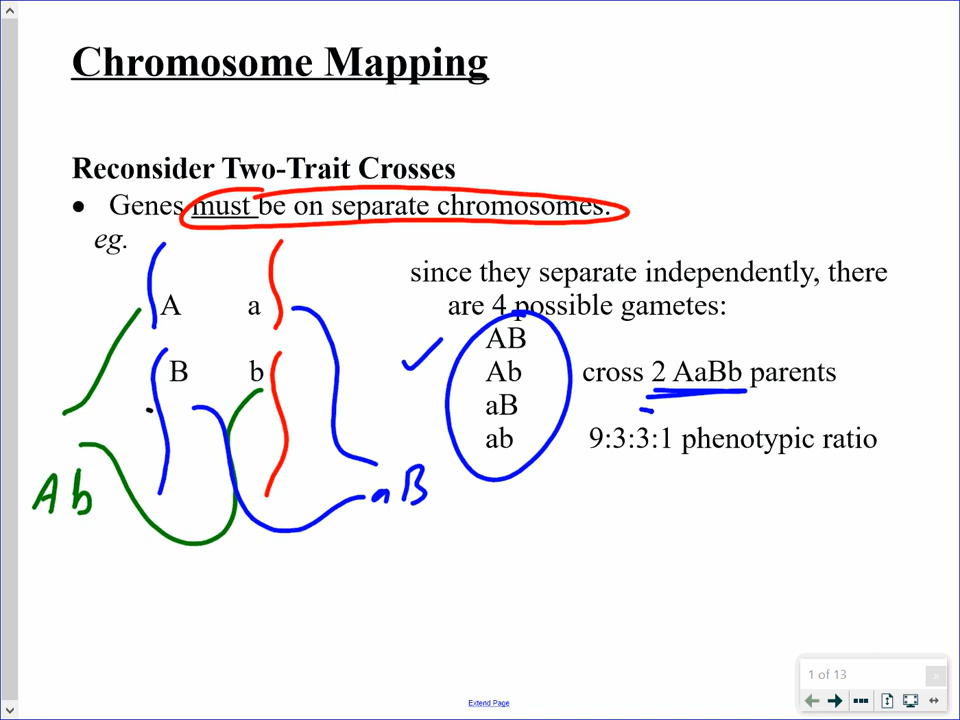 Chromosome Mapping
Reconsider Two-Trait Crosses
• Genes must be on separate chromosomes.
eg.
since they separate independently, there
are 4 possible gametes:
A a
AB
B b
Ab cross 2 AaBb parents
aB
ab 9:3:3:1 phenotypic ratio
Ab
aB
1 of 13
Extend Page